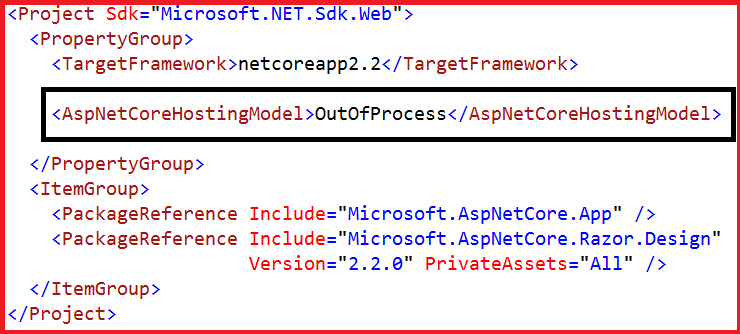 <Project Sdk="Microsoft.NET.Sdk.Web">
<PropertyGroup>
<TargetFramework>netcoreapp2.2</TargetFramework>
<AspNetCoreHostingModel>OutOfProcess</AspNetCoreHostingModel>
</PropertyGroup>
<ItemGroup>
<PackageReference Include="Microsoft.AspNetCore.App" />
<PackageReference Include="Microsoft.AspNetCore.Razor.Design"
Version="2.2.0" PrivateAssets="All" />
</ItemGroup>
</Project>